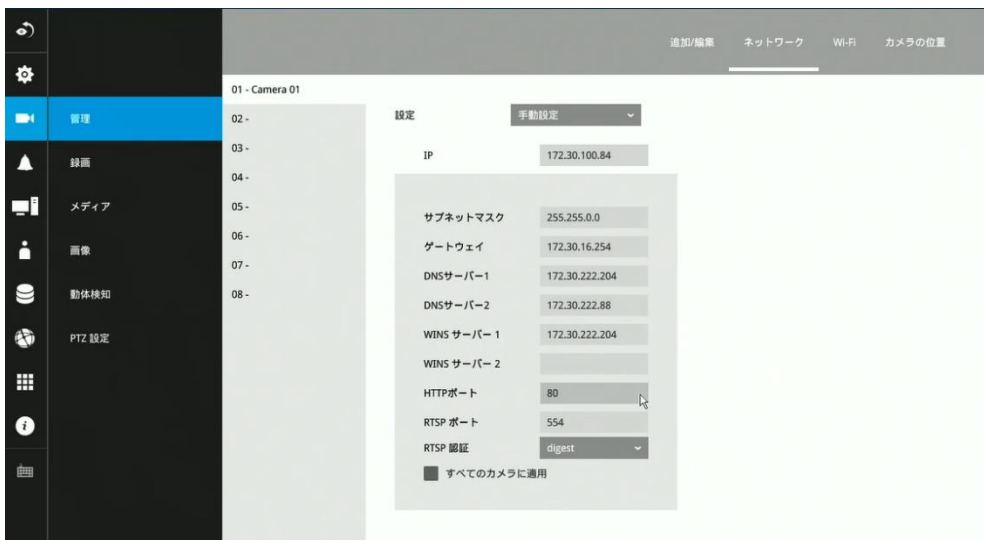 追加/編集 ネットワーク Wi-Fi カメラの位置
管理
録画
メディア
画像
動体検知
PTZ 設定
01 - Camera 01
02 -
03 -
04 -
05 -
06 -
07 -
08 -
設定 手動設定
IP 172.30.100.84
サブネットマスク 255.255.0.0
ゲートウェイ 172.30.16.254
DNSサーバー1 172.30.222.204
DNSサーバー2 172.30.222.88
WINS サーバー 1 172.30.222.204
WINS サーバー 2
HTTPポート 80
RTSP ポート 554
RTSP 認証 digest
すべてのカメラに適用